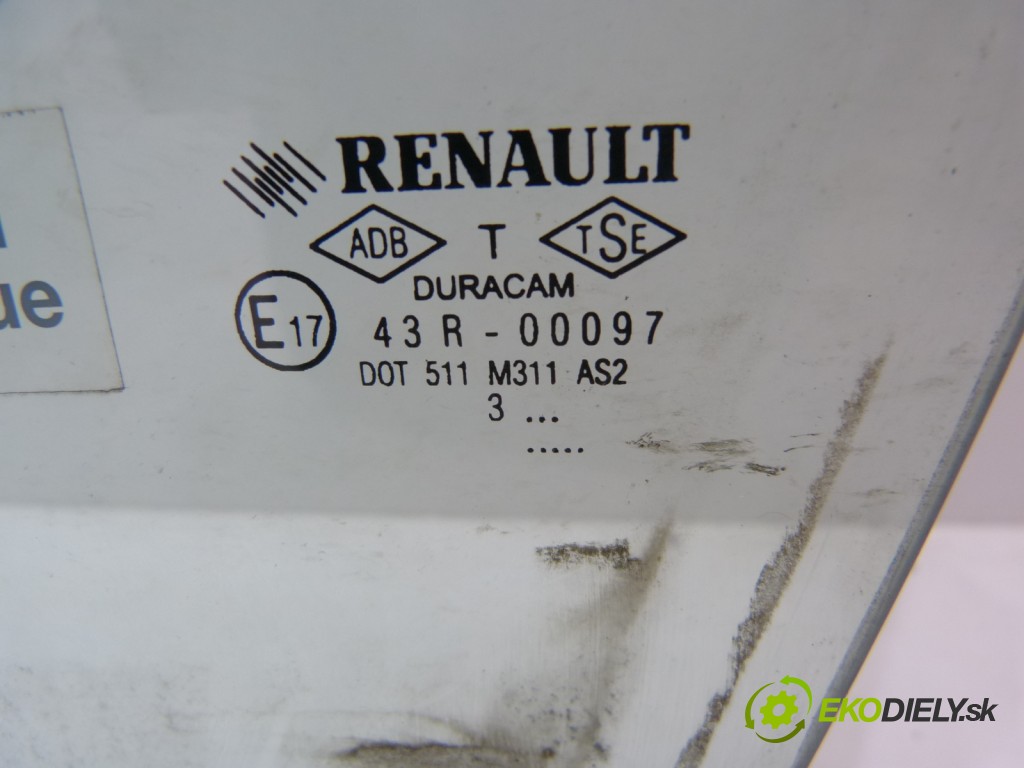 RENAULT
ADB T TSE
DURACAM
E17 43R-00097
DOT 511 M311 AS2
3 ...
.....
ue
EKODIELY.sk